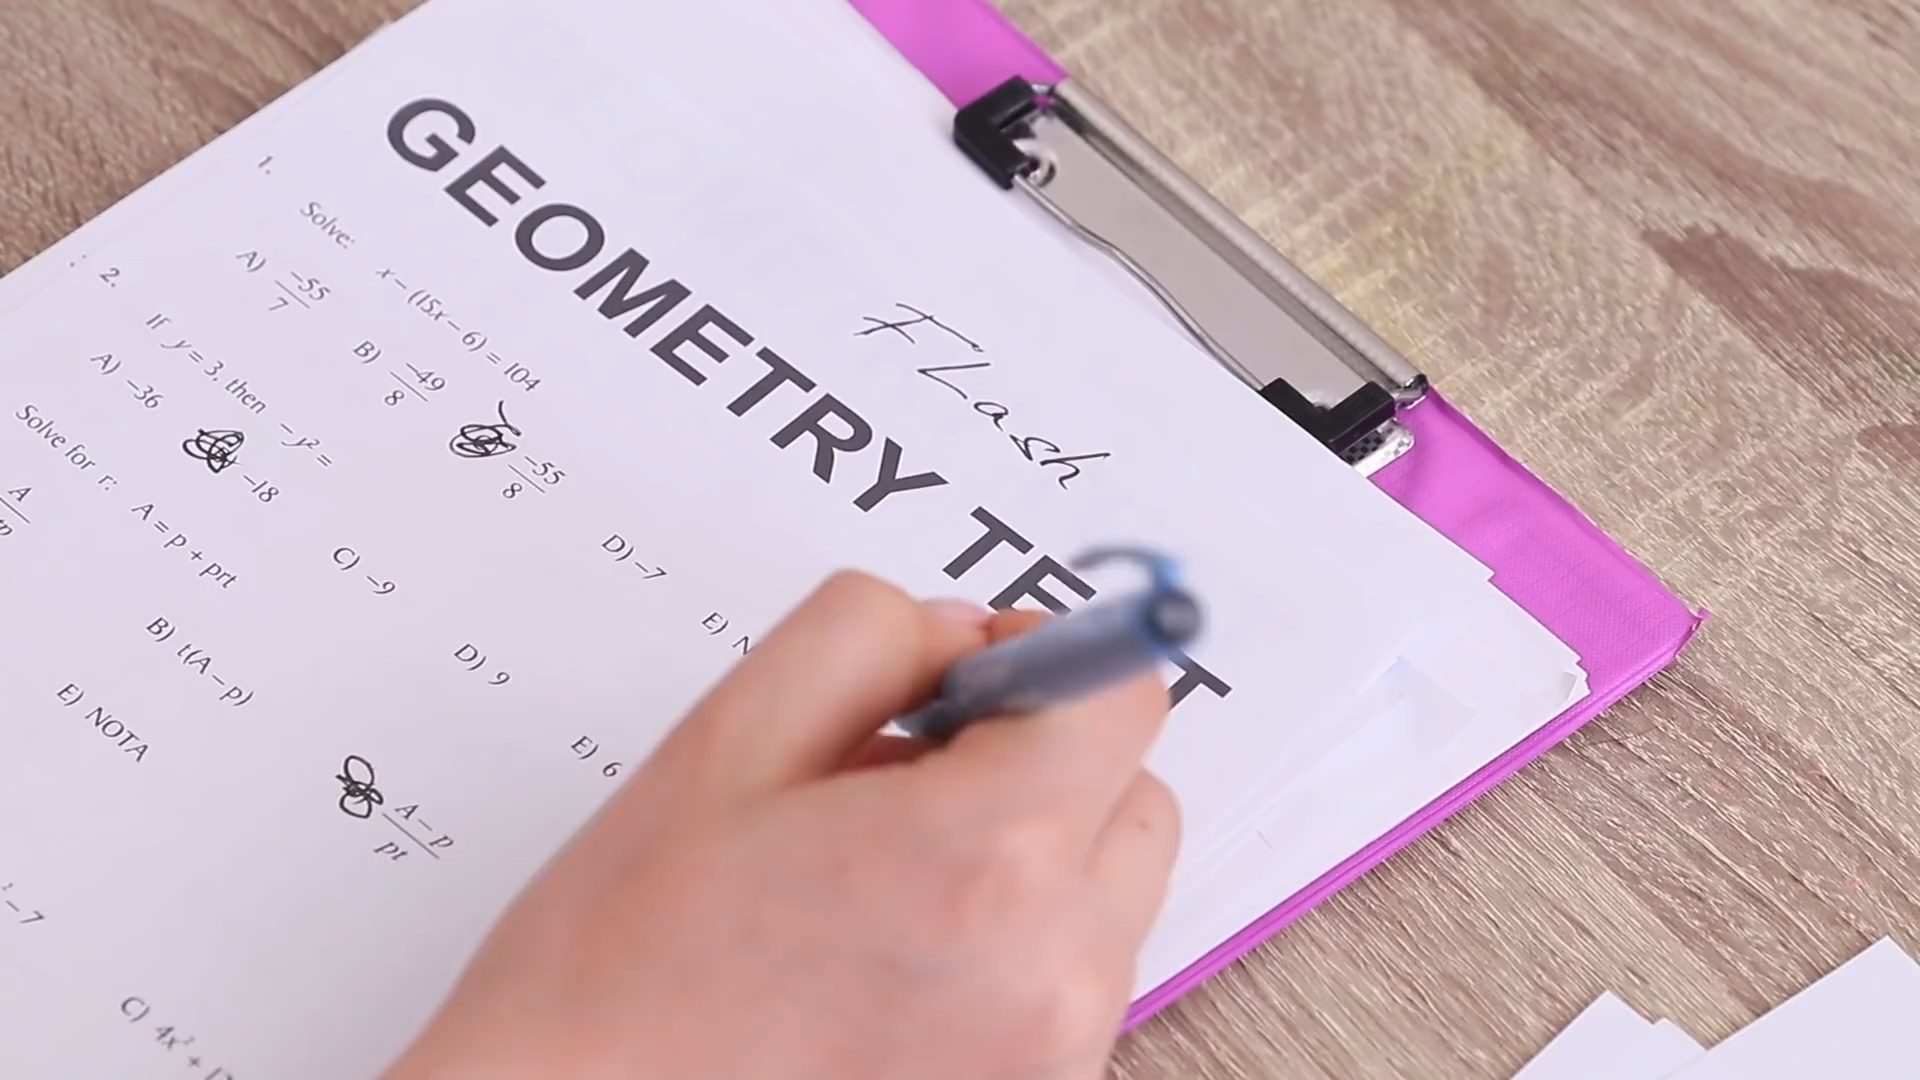 FLash
GEOMETRY TE T
1.
Solve: x – (15x – 6) = 104
A) –55/7 B) –49/8 –55/8 D) –7 E) N
2.
If y = 3, then –y² =
A) –36 –18 C) –9 D) 9 E) 6
Solve for r: A = p + prt
A B) t(A – p) A – p/pt
E) NOTA
– 7
C) 4x² +